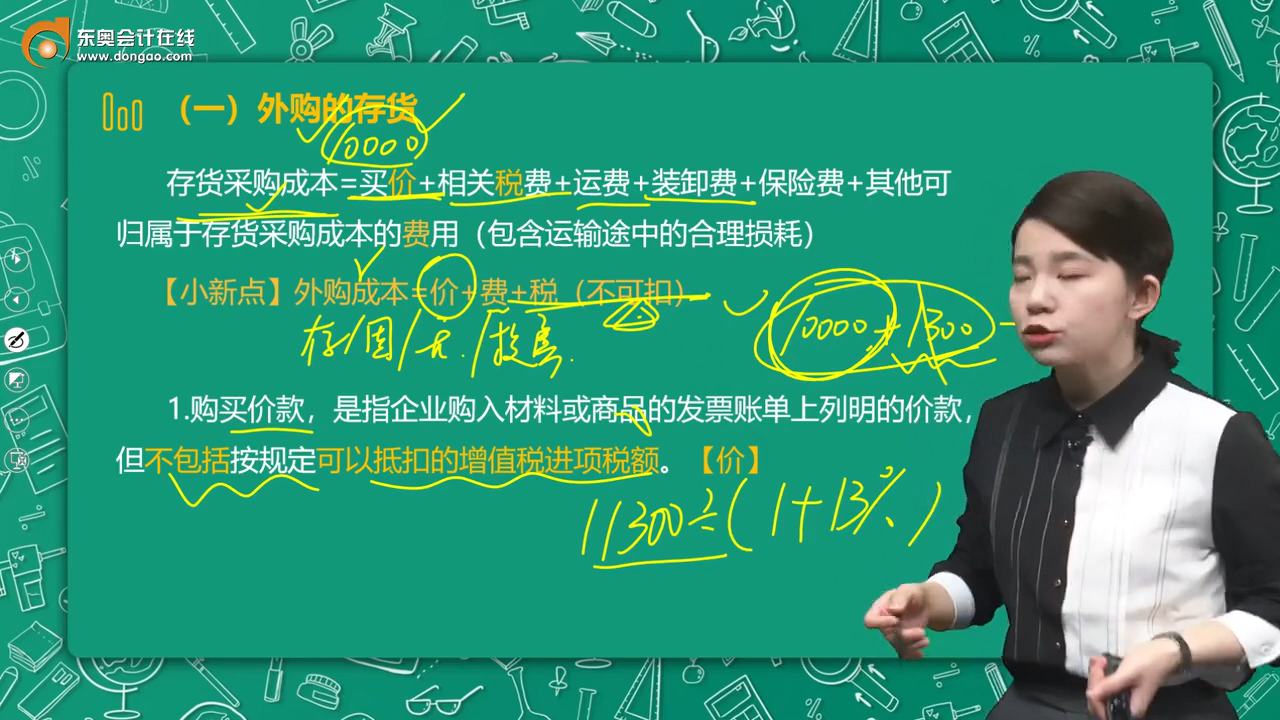 东奥会计在线
www.dongao.com
（一）外购的存货
10000
存货采购成本=买价+相关税费+运费+装卸费+保险费+其他可
归属于存货采购成本的费用（包含运输途中的合理损耗）
【小新点】外购成本=价+费+税（不可扣）
10000+1300
存/固/无/投房
1.购买价款，是指企业购入材料或商品的发票账单上列明的价款，
但不包括按规定可以抵扣的增值税进项税额。【价】
11300÷(1+13%)